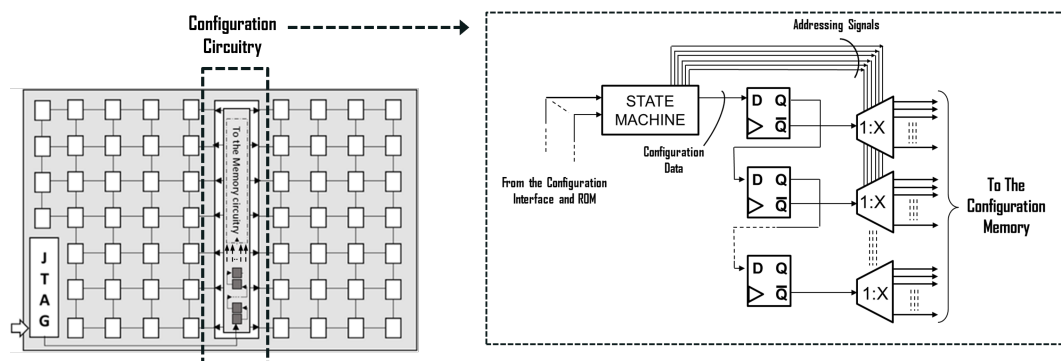 Configuration
Circuitry
To the Memory circuitry
J
T
A
G
Addressing Signals
STATE
MACHINE
Configuration
Data
From the Configuration
Interface and ROM
D Q
Q̅
1:X
D Q
Q̅
1:X
D Q
Q̅
1:X
To The
Configuration
Memory